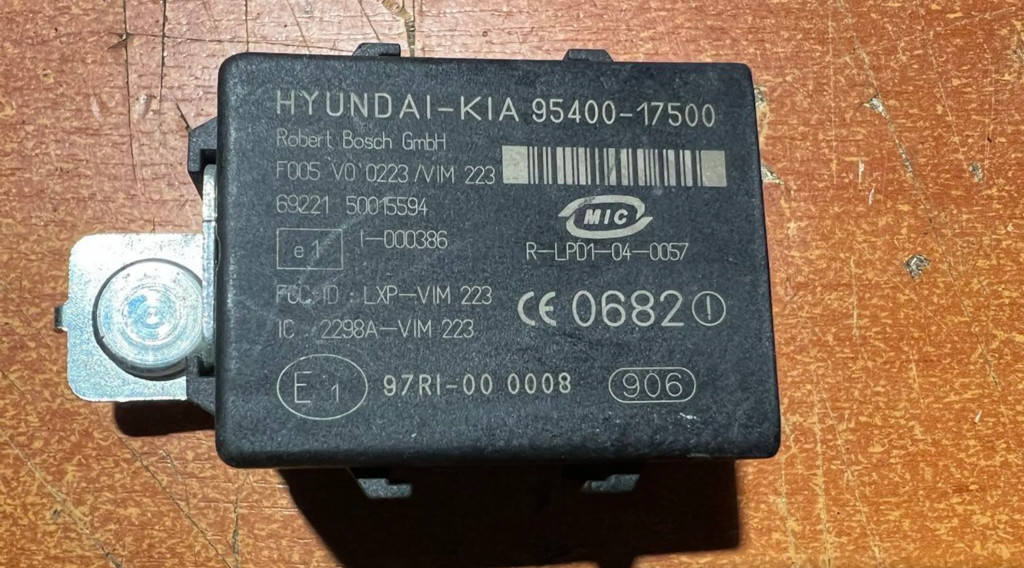 HYUNDAI-KIA 95400-17500
Robert Bosch GmbH
F005 V0 0223/VIM 223
69221 50015594
MIC
e1 I-000386
R-LPD1-04-0057
FCC ID : LXP-VIM 223
CE 0682
IC : 2298A-VIM 223
E1 97RI-00 0008 906